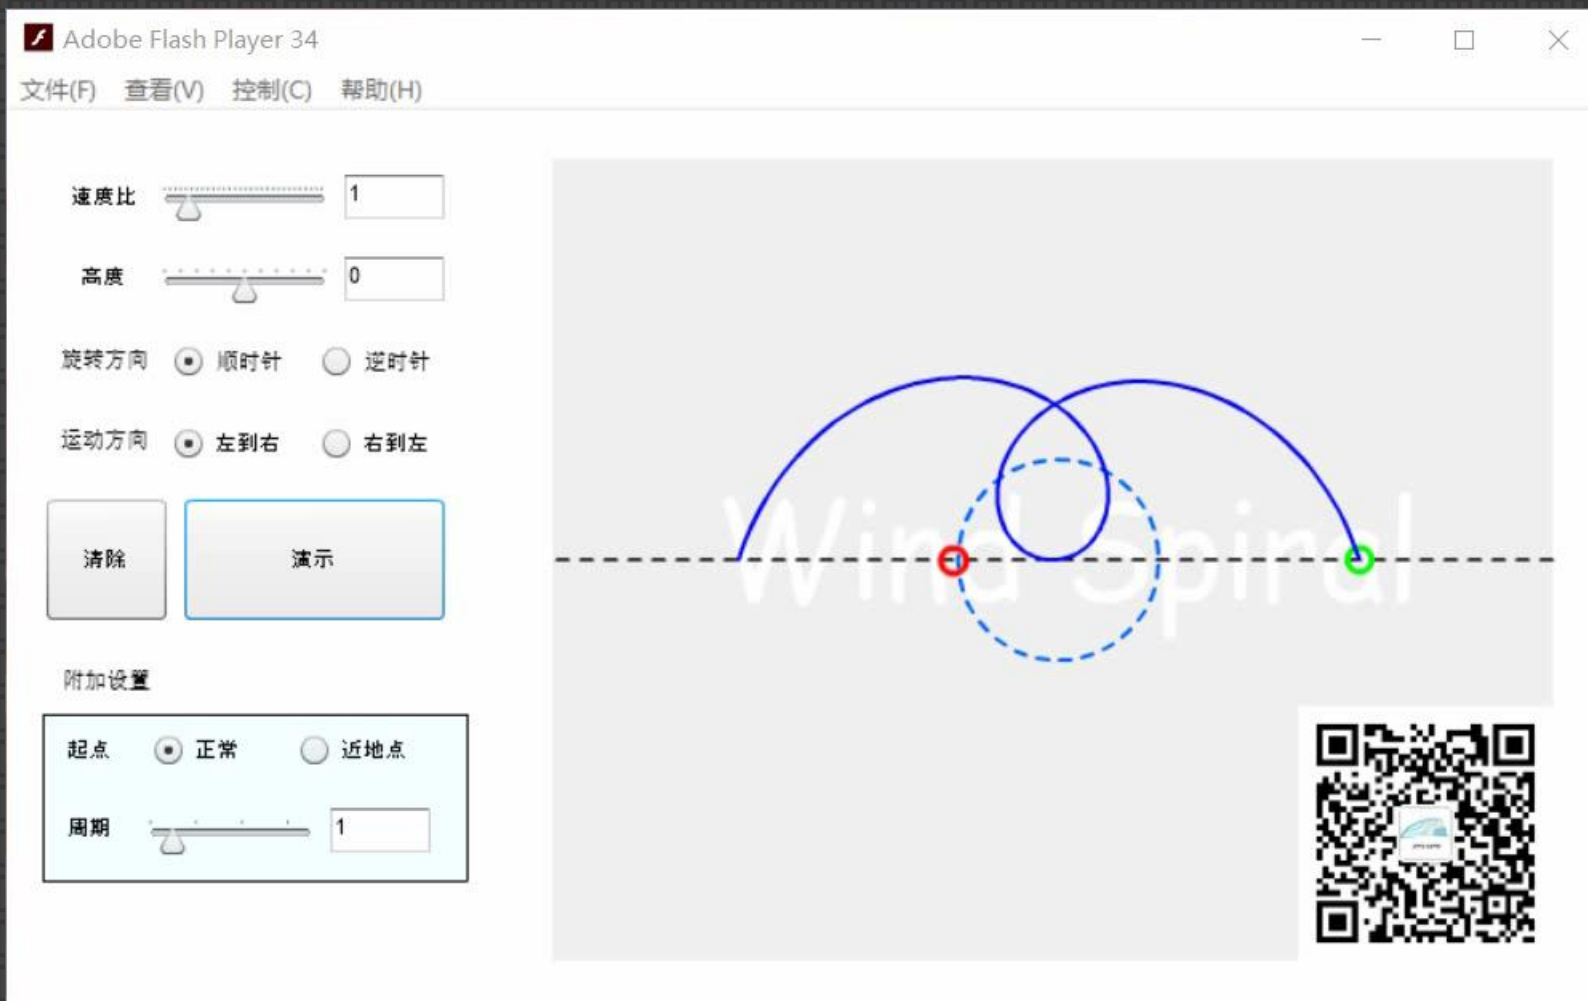 Adobe Flash Player 34
文件(F) 查看(V) 控制(C) 帮助(H)
速度比 1
高度 0
旋转方向 顺时针 逆时针
运动方向 左到右 右到左
清除 演示
Wind Spiral
附加设置
起点 正常 近地点
周期 1